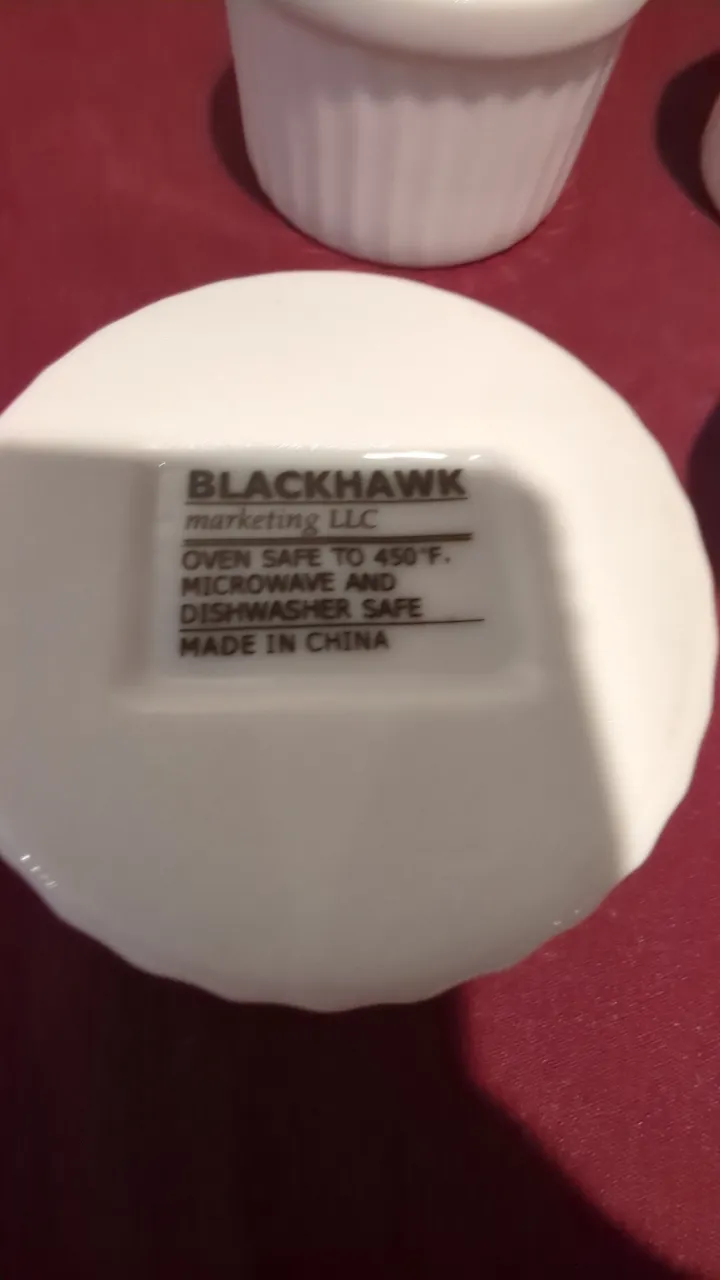 BLACKHAWK
marketing LLC
OVEN SAFE TO 450°F.
MICROWAVE AND
DISHWASHER SAFE
MADE IN CHINA